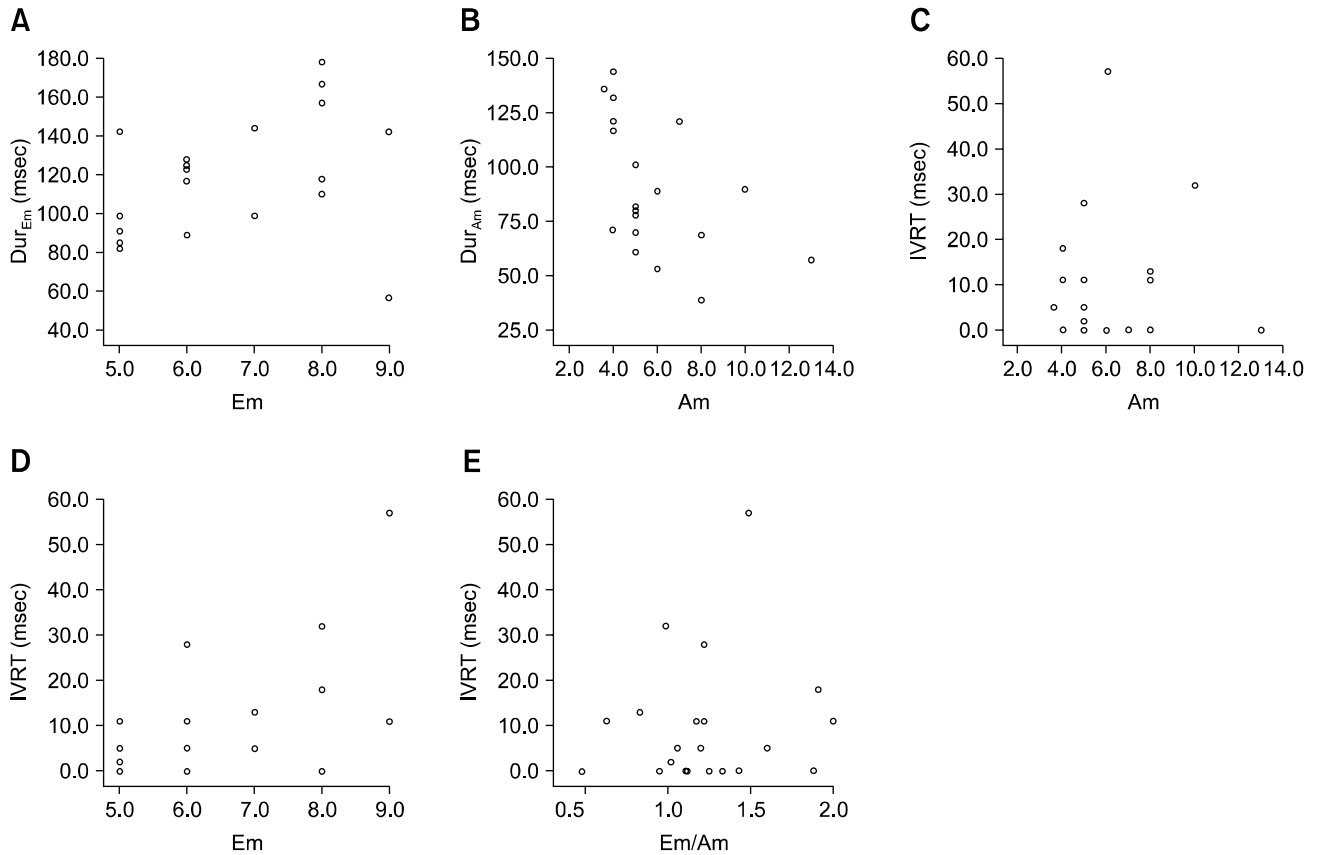 A
Dur_Em (msec)
180.0
160.0
140.0
120.0
100.0
80.0
60.0
40.0
5.0 6.0 7.0 8.0 9.0
Em
B
Dur_Am (msec)
150.0
125.0
100.0
75.0
50.0
25.0
2.0 4.0 6.0 8.0 10.0 12.0 14.0
Am
C
IVRT (msec)
60.0
50.0
40.0
30.0
20.0
10.0
0.0
2.0 4.0 6.0 8.0 10.0 12.0 14.0
Am
D
IVRT (msec)
60.0
50.0
40.0
30.0
20.0
10.0
0.0
5.0 6.0 7.0 8.0 9.0
Em
E
IVRT (msec)
60.0
50.0
40.0
30.0
20.0
10.0
0.0
0.5 1.0 1.5 2.0
Em/Am